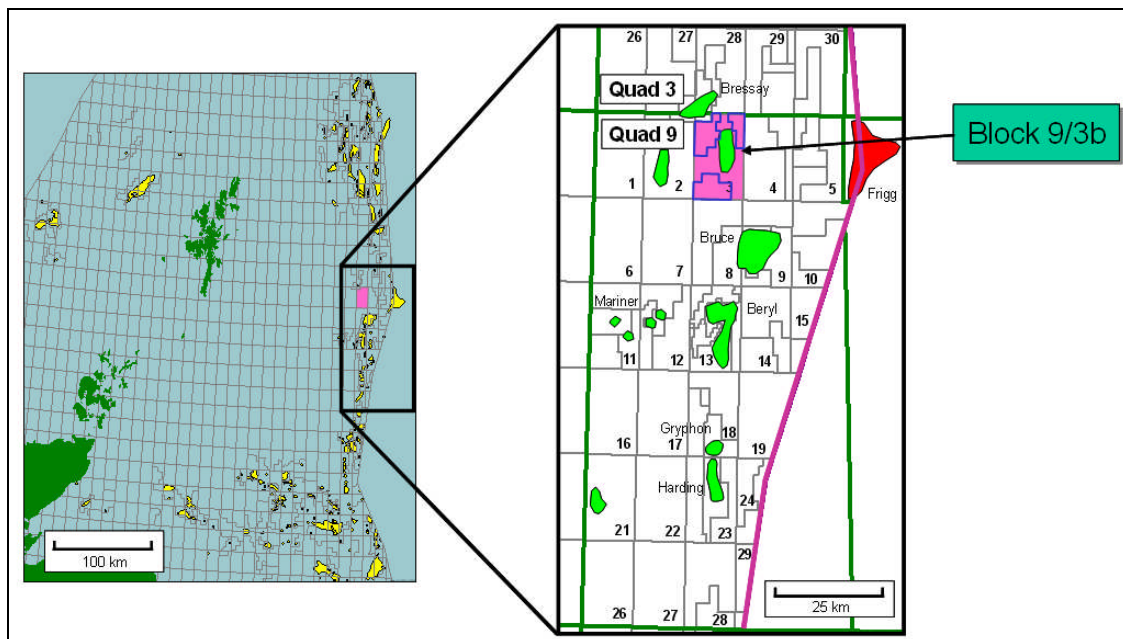 100 km
26
27
28
29
30
Quad 3
Bressay
Quad 9
Block 9/3b
1
2
3
4
5
Frigg
Bruce
6
7
8
9
10
Mariner
Beryl
15
11
12
13
14
Gryphon
18
16
17
19
Harding
24
21
22
23
29
25 km
26
27
28